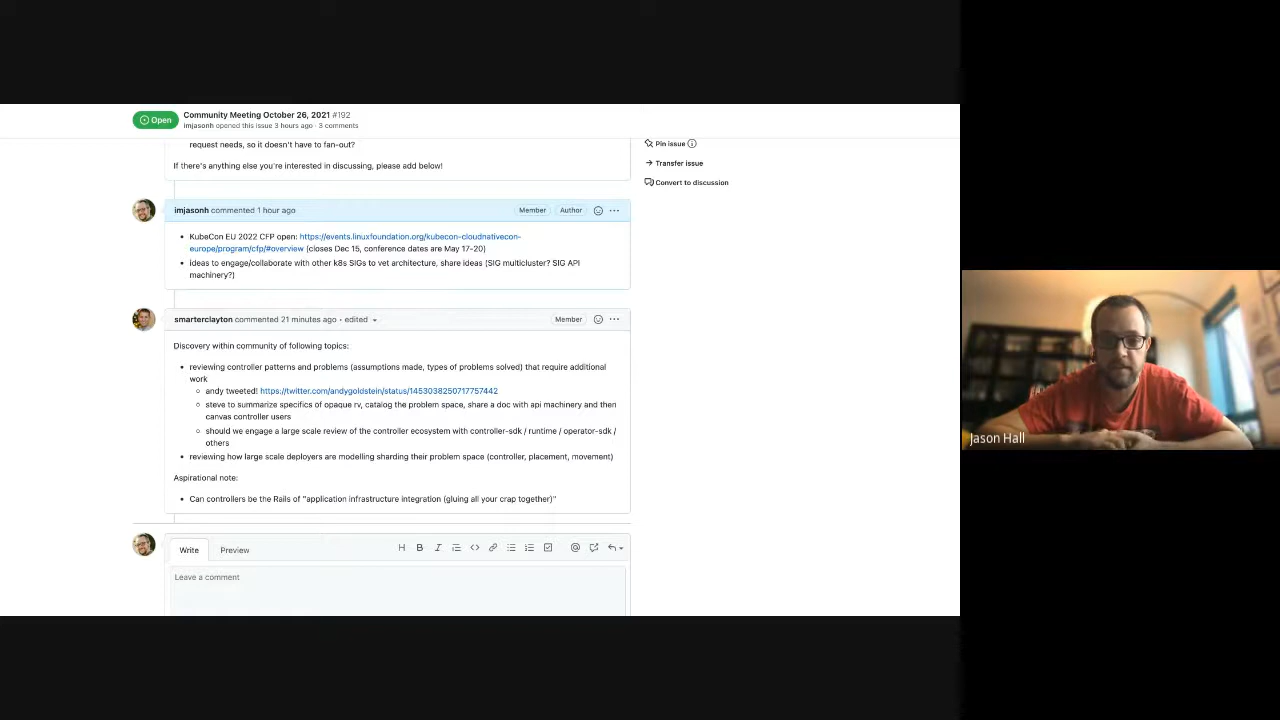 Open
Community Meeting October 26, 2021 #192
imjasonh opened this issue 3 hours ago · 3 comments
request needs, so it doesn't have to fan-out?
If there's anything else you're interested in discussing, please add below!
Pin issue
Transfer issue
Convert to discussion
imjasonh commented 1 hour ago
Member
Author
• KubeCon EU 2022 CFP open: https://events.linuxfoundation.org/kubecon-cloudnativecon-
europe/program/cfp/#overview (closes Dec 15, conference dates are May 17-20)
• ideas to engage/collaborate with other k8s SIGs to vet architecture, share ideas (SIG multicluster? SIG API
machinery?)
smarterclayton commented 21 minutes ago · edited
Member
Discovery within community of following topics:
• reviewing controller patterns and problems (assumptions made, types of problems solved) that require additional
work
○ andy tweeted! https://twitter.com/andygoldstein/status/1453038250717757442
○ steve to summarize specifics of opaque rv, catalog the problem space, share a doc with api machinery and then
canvas controller users
○ should we engage a large scale review of the controller ecosystem with controller-sdk / runtime / operator-sdk /
others
• reviewing how large scale deployers are modelling sharding their problem space (controller, placement, movement)
Aspirational note:
• Can controllers be the Rails of "application infrastructure integration (gluing all your crap together)"
Write
Preview
Leave a comment
Jason Hall